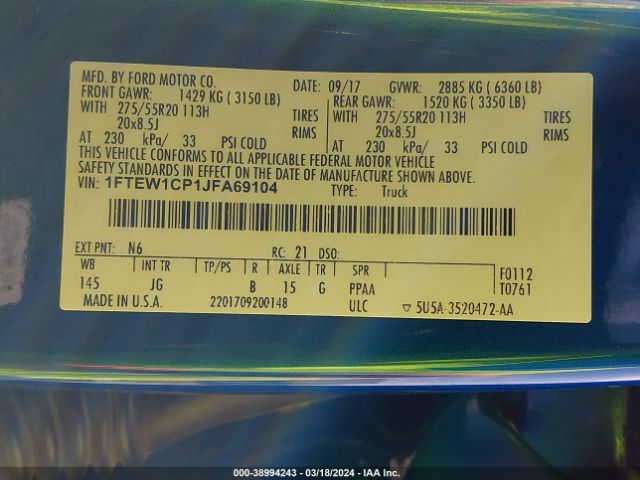 MFD. BY FORD MOTOR CO.
DATE: 09/17 GVWR: 2885 KG ( 6360 LB)
FRONT GAWR: 1429 KG ( 3150 LB) REAR GAWR: 1520 KG ( 3350 LB)
WITH 275/55R20 113H TIRES WITH 275/55R20 113H TIRES
20x8.5J RIMS 20x8.5J RIMS
AT 230 kPa/ 33 PSI COLD AT 230 kPa/ 33 PSI COLD
THIS VEHICLE CONFORMS TO ALL APPLICABLE FEDERAL MOTOR VEHICLE
SAFETY STANDARDS IN EFFECT ON THE DATE OF MANUFACTURE SHOWN ABOVE.
VIN: 1FTEW1CP1JFA69104 TYPE: Truck
EXT PNT: N6 RC: 21 DSO:
WB INT TR TP/PS R AXLE TR SPR F0112
145 JG B 15 G PPAA T0761
MADE IN U.S.A. 2201709200148 ULC ▽ 5U5A-3520472-AA
000-38994243 - 03/18/2024 - IAA Inc.